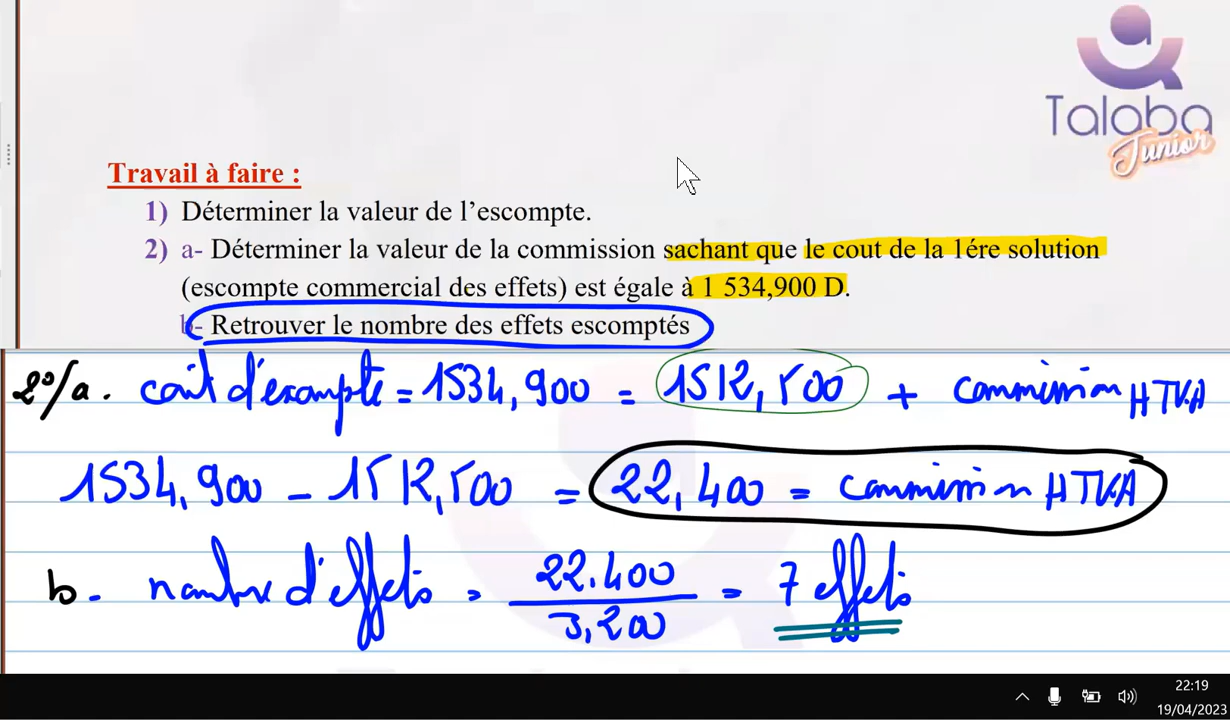 Taloba
Junior
Travail à faire :
1) Déterminer la valeur de l'escompte.
2) a- Déterminer la valeur de la commission sachant que le cout de la 1ére solution
(escompte commercial des effets) est égale à 1 534,900 D.
b- Retrouver le nombre des effets escomptés
2°/a. coût d'escompte = 1534,900 = 1512,500 + commission HTVA
1534,900 - 1512,500 = 22,400 = commission HTVA
b- nombre d'effets = 22.400 / 3,200 = 7 effets
22:19
19/04/2023